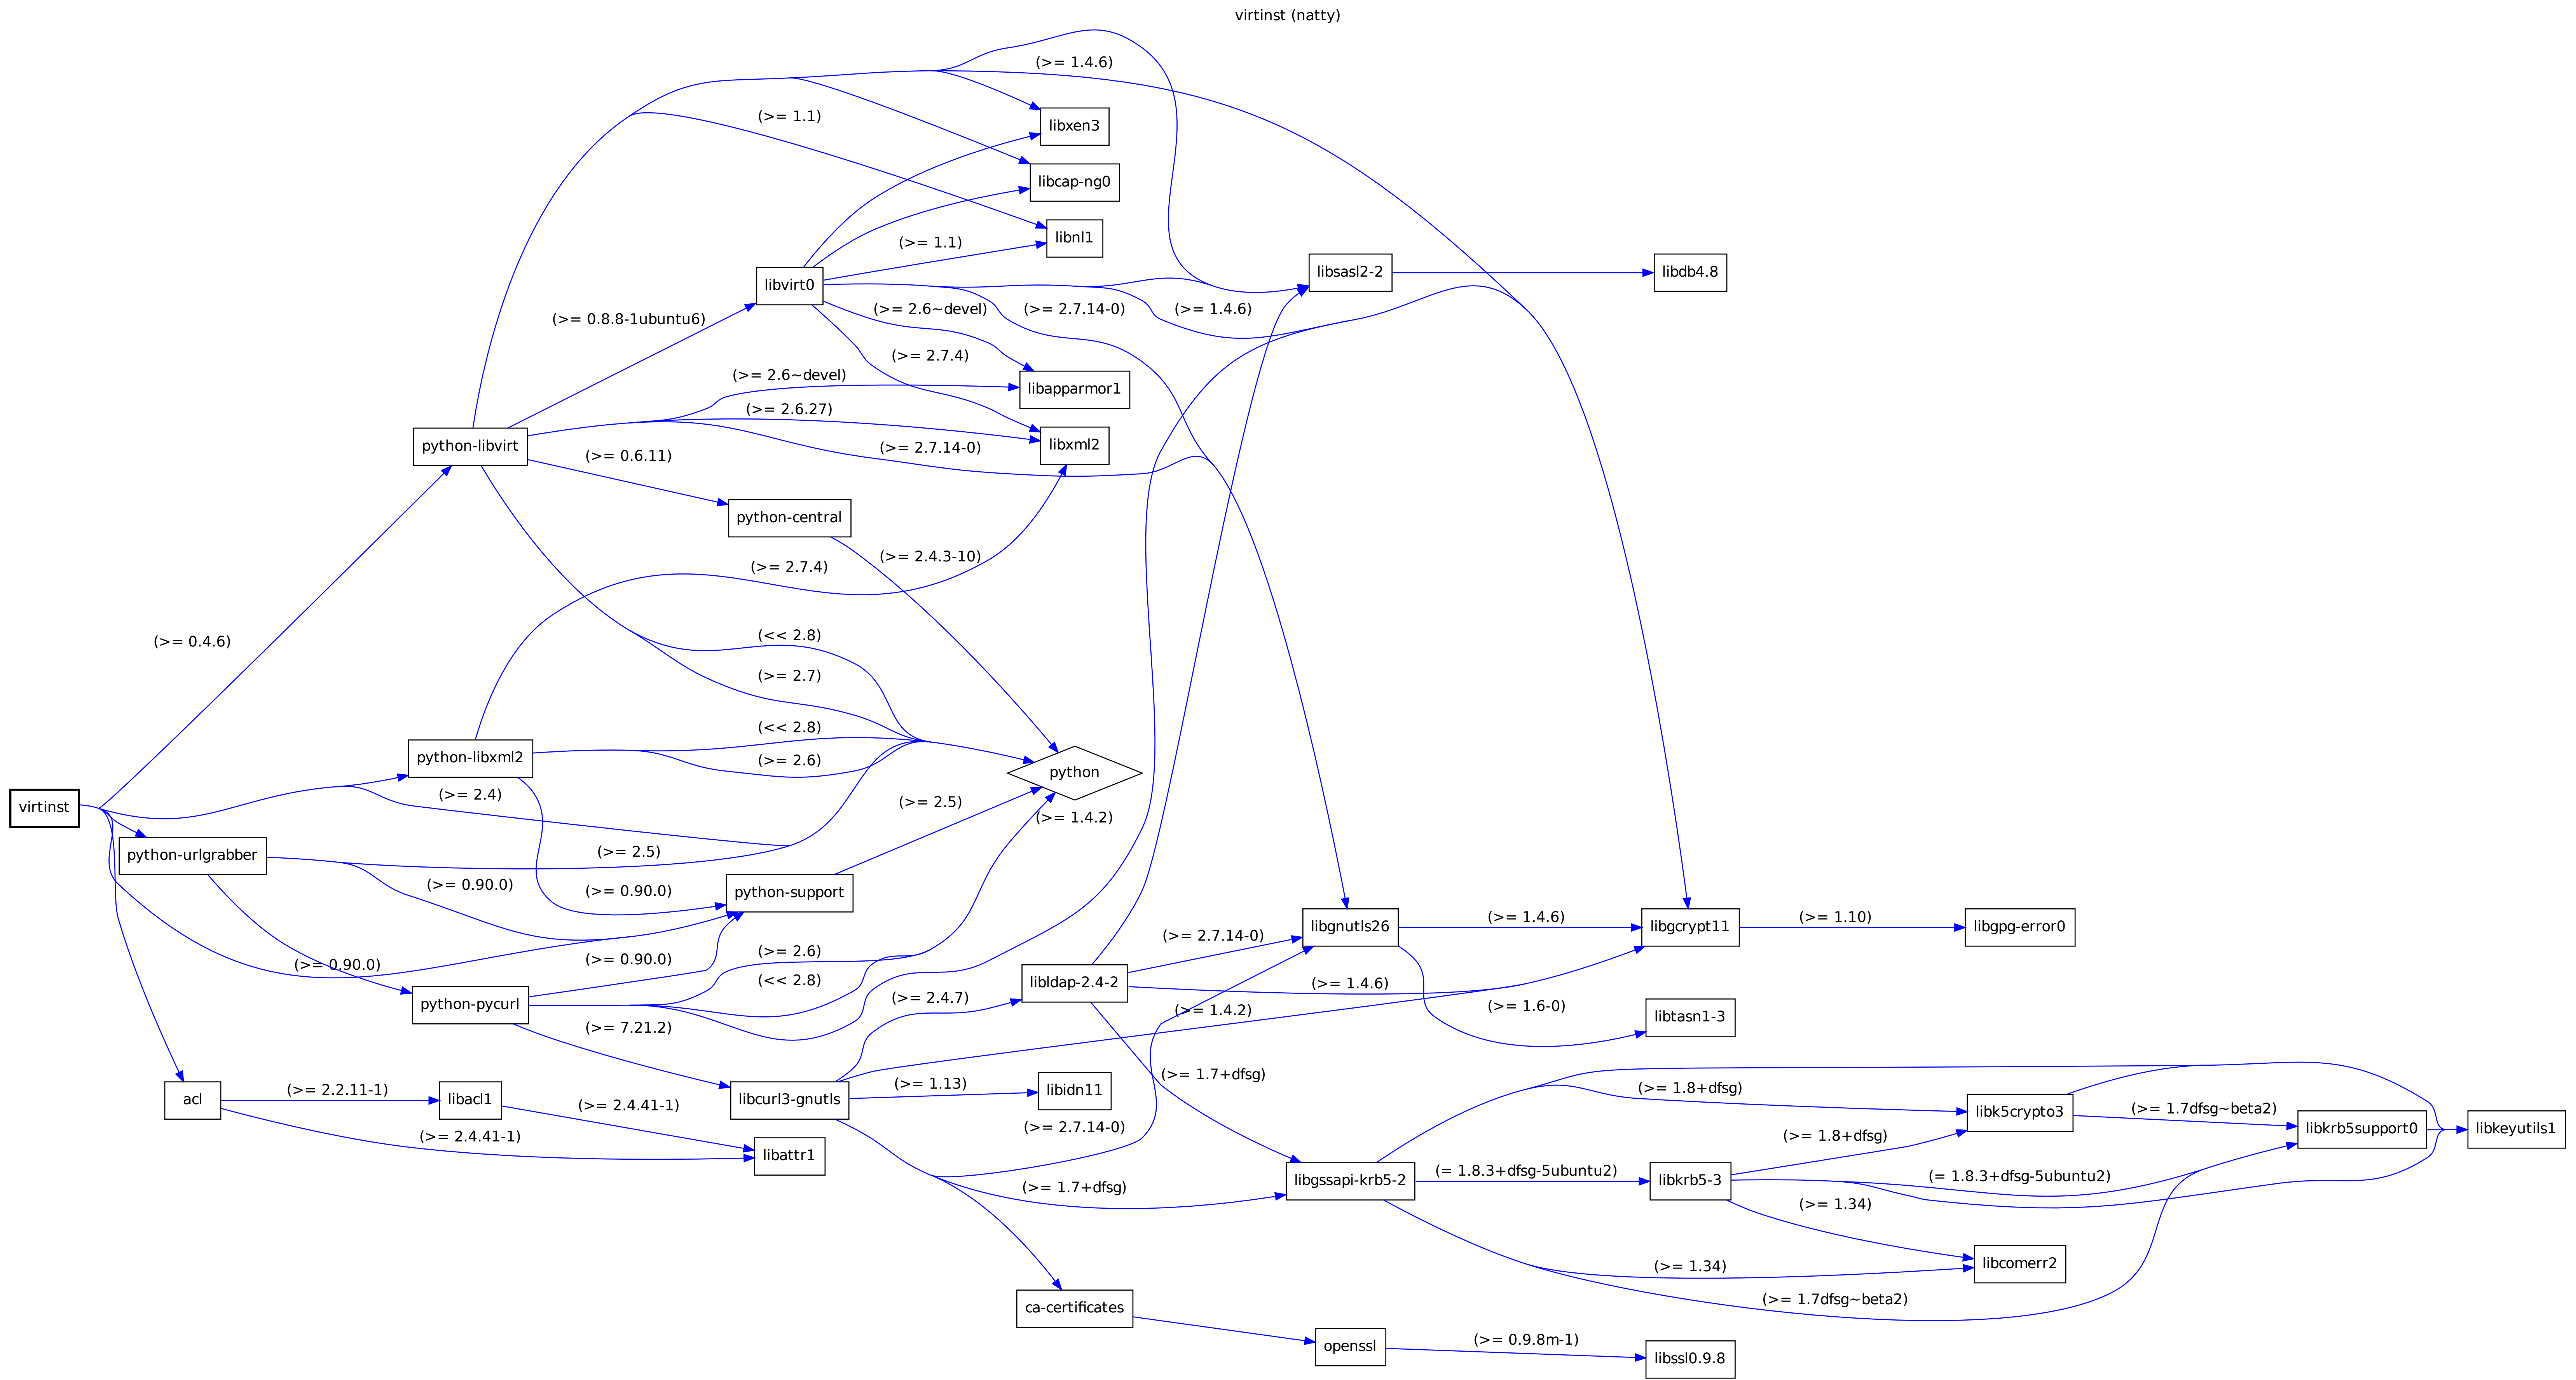 virtinst (natty)
(>= 1.4.6)
(>= 1.1)
libxen3
libcap-ng0
libnl1
(>= 1.1)
libvirt0
libsasl2-2
libdb4.8
(>= 0.8.8-1ubuntu6)
(>= 2.6~devel)
(>= 2.7.14-0)
(>= 1.4.6)
(>= 2.7.4)
(>= 2.6~devel)
libapparmor1
(>= 2.6.27)
python-libvirt
(>= 2.7.14-0)
libxml2
(>= 0.6.11)
python-central
(>= 2.4.3-10)
(>= 2.7.4)
(>= 0.4.6)
(<< 2.8)
(>= 2.7)
(<< 2.8)
python-libxml2
(>= 2.6)
python
(>= 2.4)
(>= 2.5)
virtinst
(>= 1.4.2)
python-urlgrabber
(>= 2.5)
(>= 0.90.0)
(>= 0.90.0)
python-support
libgnutls26
(>= 1.4.6)
libgcrypt11
(>= 1.10)
libgpg-error0
(>= 2.7.14-0)
(>= 0.90.0)
(>= 0.90.0)
(>= 2.6)
(<< 2.8)
libldap-2.4-2
(>= 1.4.6)
python-pycurl
(>= 2.4.7)
(>= 1.4.2)
(>= 1.6-0)
libtasn1-3
(>= 7.21.2)
acl
(>= 2.2.11-1)
libacl1
libcurl3-gnutls
(>= 1.13)
libidn11
(>= 1.7+dfsg)
(>= 1.8+dfsg)
libk5crypto3
(>= 1.7dfsg~beta2)
libkrb5support0
libkeyutils1
(>= 2.4.41-1)
(>= 2.4.41-1)
libattr1
(>= 2.7.14-0)
(>= 1.8+dfsg)
(>= 1.7+dfsg)
libgssapi-krb5-2
(= 1.8.3+dfsg-5ubuntu2)
libkrb5-3
(= 1.8.3+dfsg-5ubuntu2)
(>= 1.34)
(>= 1.34)
libcomerr2
(>= 1.7dfsg~beta2)
ca-certificates
openssl
(>= 0.9.8m-1)
libssl0.9.8